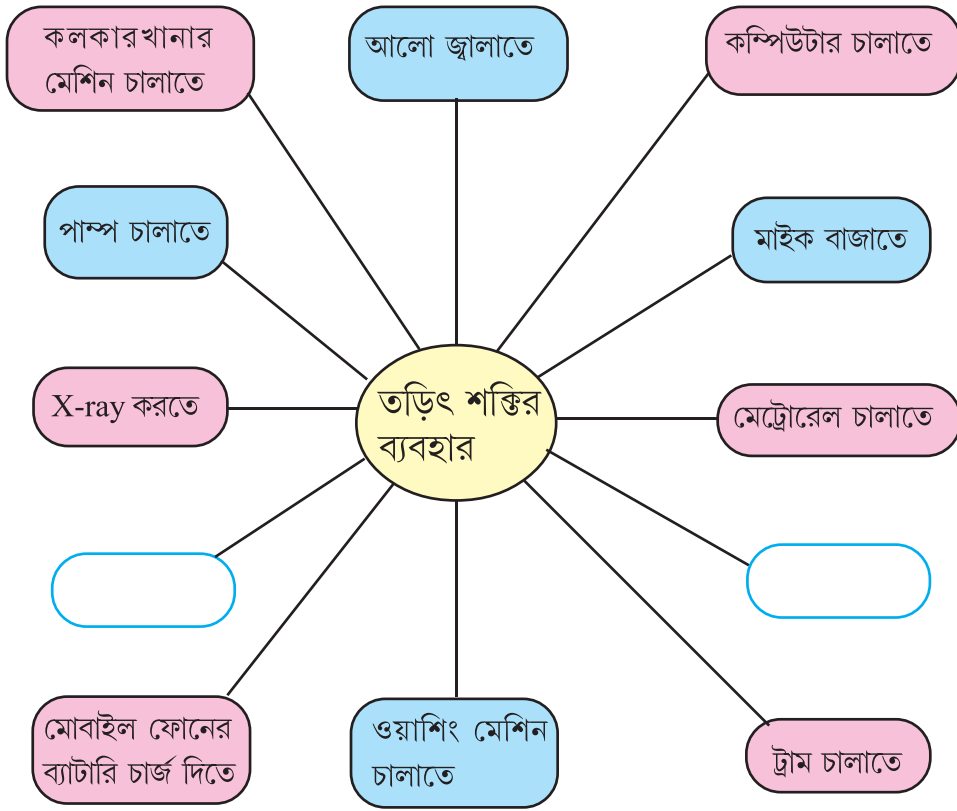 কলকারখানার
মেশিন চালাতে
আলো জ্বালাতে
কম্পিউটার চালাতে
পাম্প চালাতে
মাইক বাজাতে
তড়িৎ শক্তির
ব্যবহার
X-ray করতে
মেট্রোরেল চালাতে
মোবাইল ফোনের
ব্যাটারি চার্জ দিতে
ওয়াশিং মেশিন
চালাতে
ট্রাম চালাতে